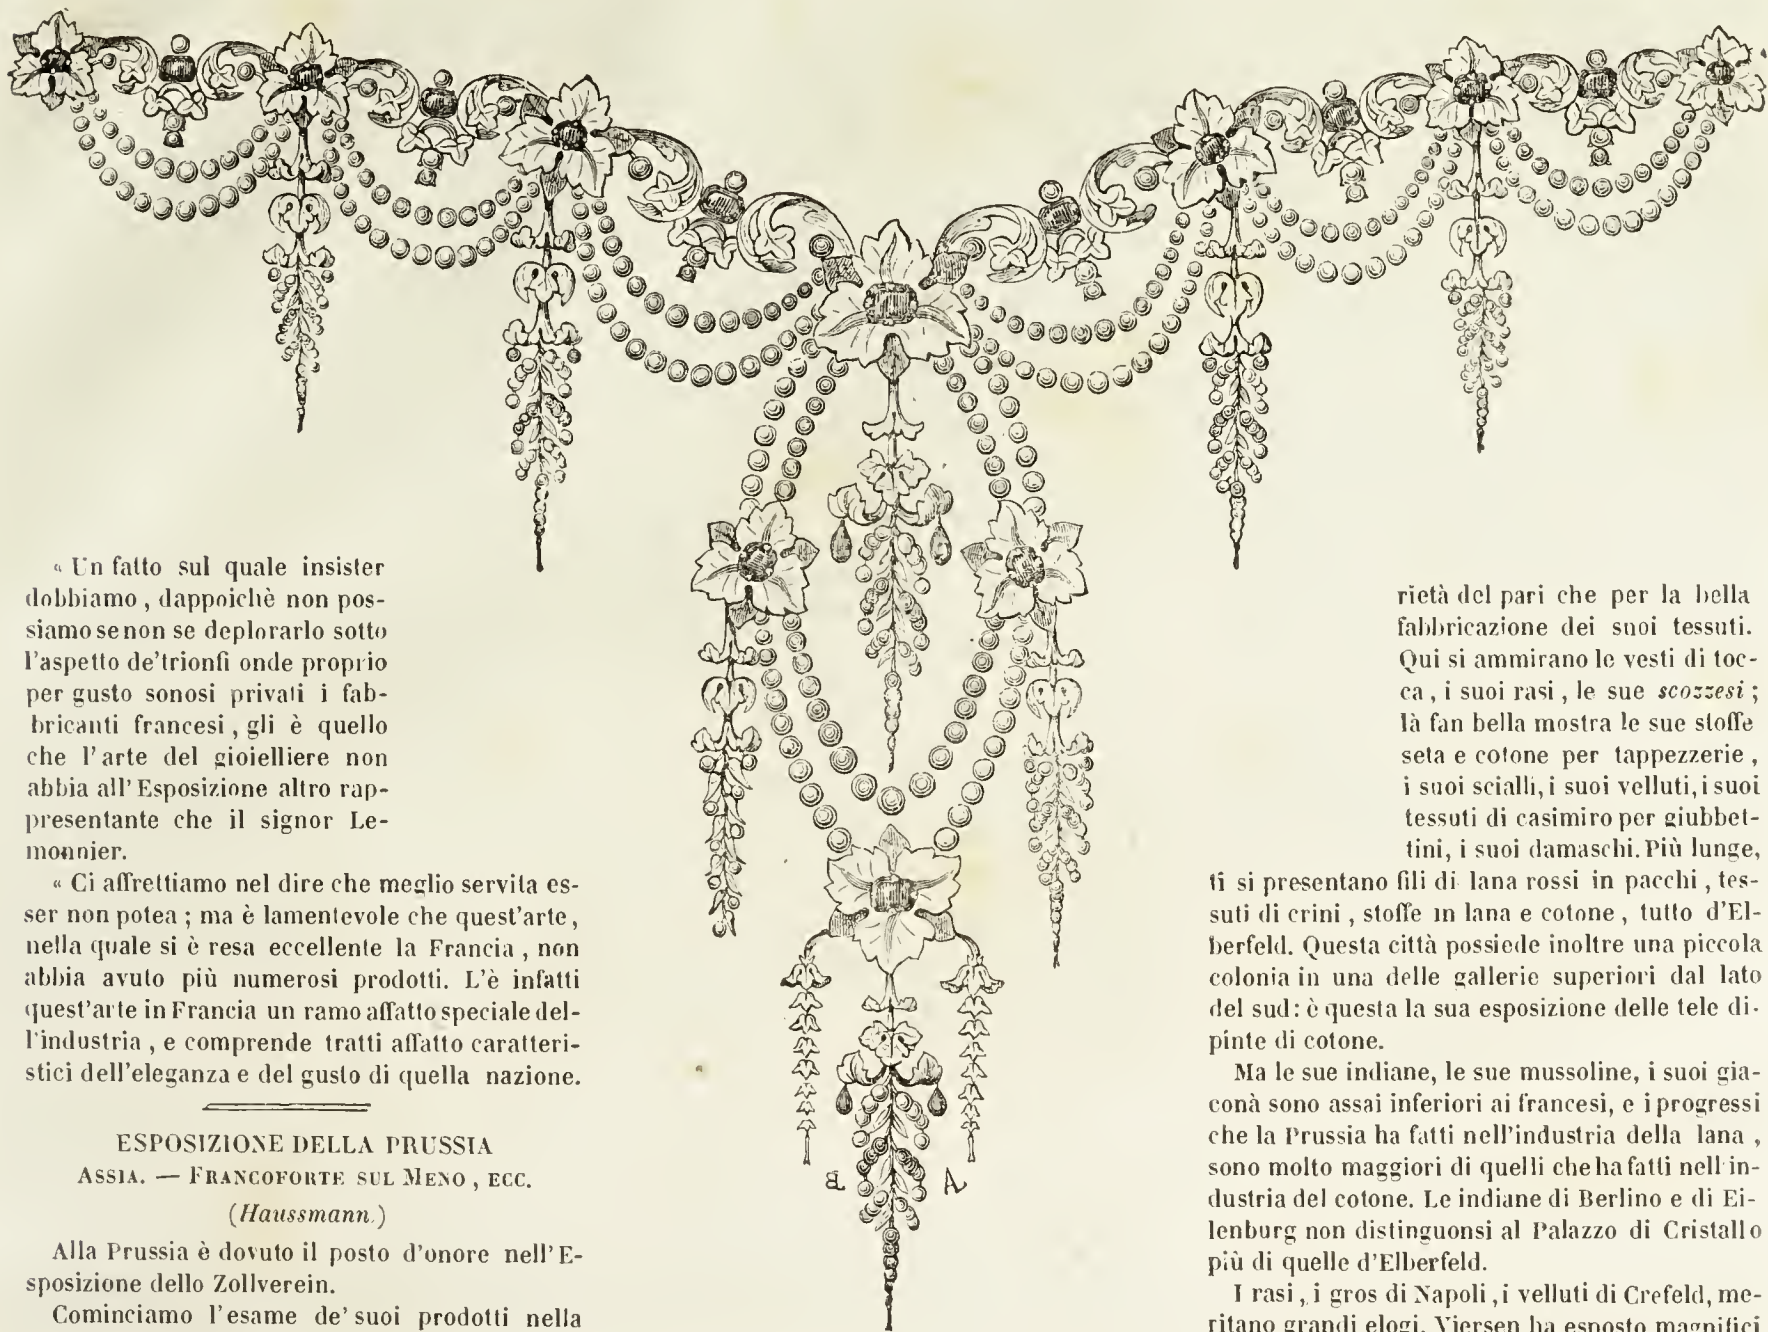 « Un fatto sul quale insister
dobbiamo , dappoichè non pos-
siamo se non se deplorarlo sotto
l'aspetto de'trionfi onde proprio
per gusto sonosi privati i fab-
bricanti francesi , gli è quello
che l'arte del gioielliere non
abbia all'Esposizione altro rap-
presentante che il signor Le-
monnier.
« Ci affrettiamo nel dire che meglio servita es-
ser non potea ; ma è lamentevole che quest'arte,
nella quale si è resa eccellente la Francia , non
abbia avuto più numerosi prodotti. L'è infatti
quest'arte in Francia un ramo affatto speciale del-
l'industria , e comprende tratti affatto caratteri-
stici dell'eleganza e del gusto di quella nazione.
ESPOSIZIONE DELLA PRUSSIA
ASSIA. — FRANCOFORTE SUL MENO , ECC.
(Haussmann.)
Alla Prussia è dovuto il posto d'onore nell'E-
sposizione dello Zollverein.
Cominciamo l'esame de' suoi prodotti nella
B A
rietà del pari che per la bella
fabbricazione dei suoi tessuti.
Qui si ammirano le vesti di toc-
ca , i suoi rasi , le sue scozzesi ;
là fan bella mostra le sue stoffe
seta e cotone per tappezzerie ,
i suoi scialli, i suoi velluti, i suoi
tessuti di casimiro per giubbet-
tini, i suoi damaschi. Più lunge,
ti si presentano fili di lana rossi in pacchi , tes-
suti di crini , stoffe in lana e cotone , tutto d'El-
berfeld. Questa città possiede inoltre una piccola
colonia in una delle gallerie superiori dal lato
del sud: è questa la sua esposizione delle tele di-
pinte di cotone.
Ma le sue indiane, le sue mussoline, i suoi gia-
conà sono assai inferiori ai francesi, e i progressi
che la Prussia ha fatti nell'industria della lana ,
sono molto maggiori di quelli che ha fatti nell'in-
dustria del cotone. Le indiane di Berlino e di Ei-
lenburg non distinguonsi al Palazzo di Cristallo
più di quelle d'Elberfeld.
I rasi , i gros di Napoli , i velluti di Crefeld, me-
ritano grandi elogi. Viersen ha esposto magnifici